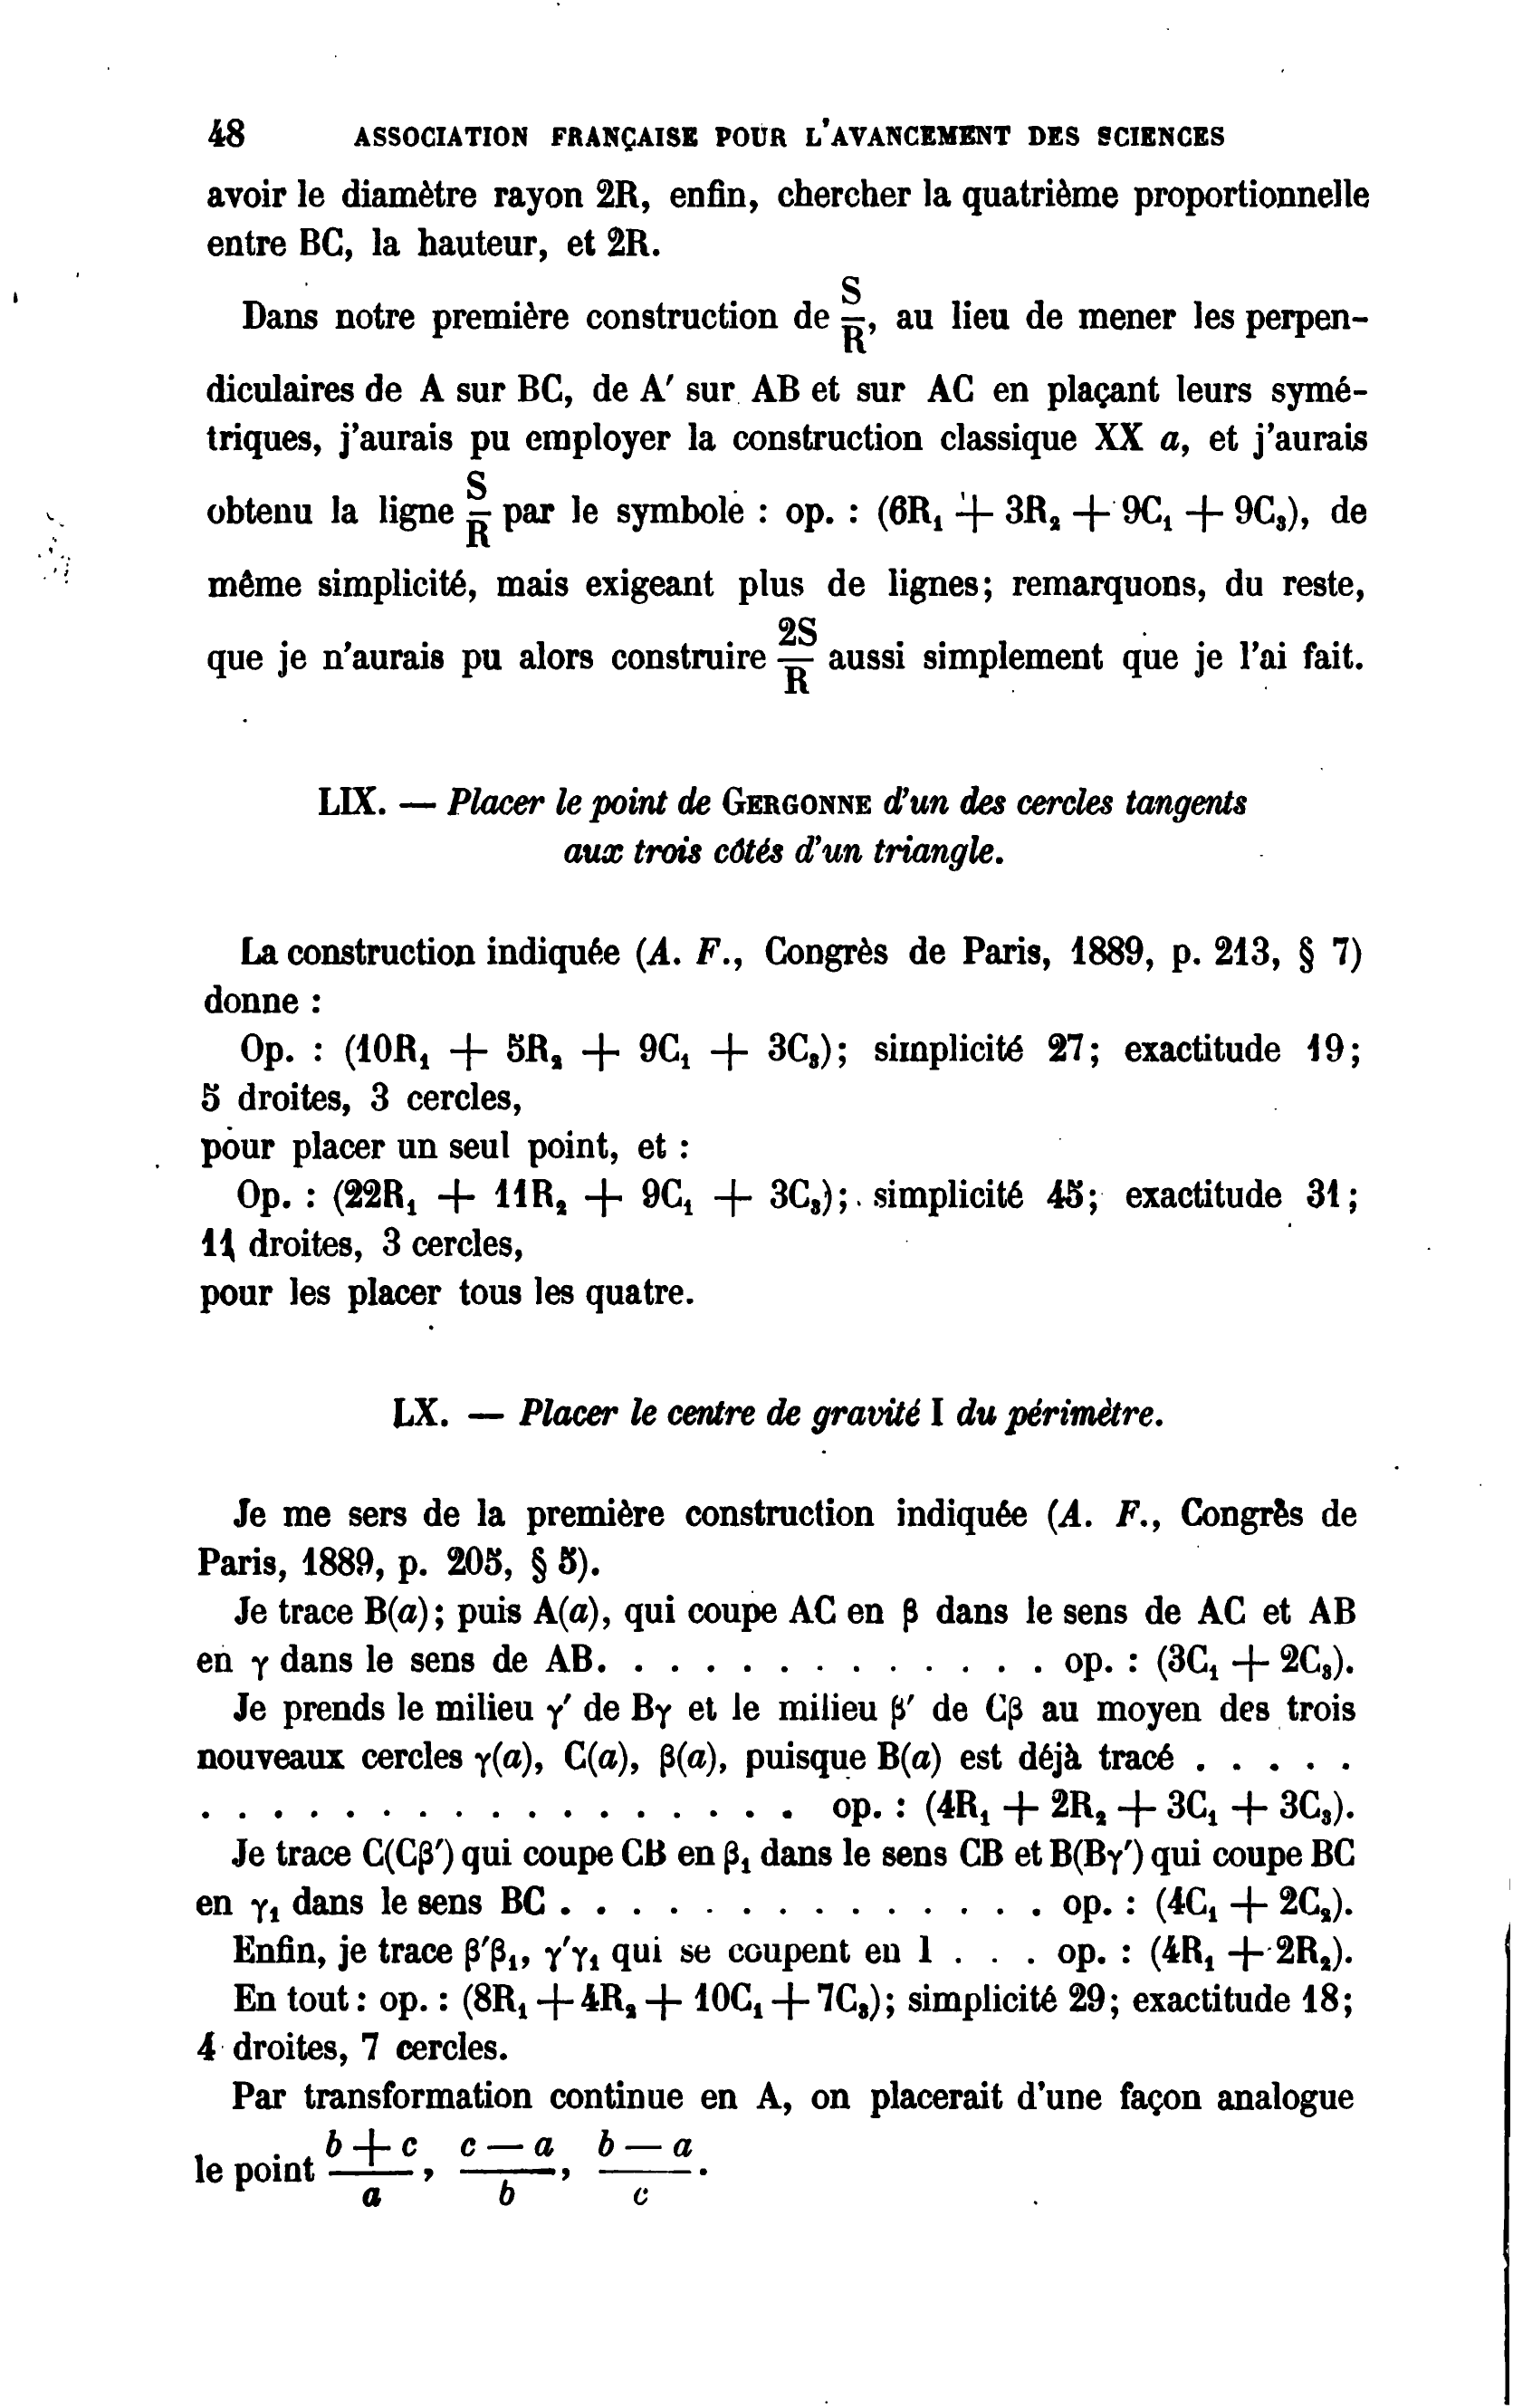 48 ASSOCIATION FRANÇAISE POUR L'AVANCEMENT DES SCIENCES
avoir le diamètre rayon 2R, enfin, chercher la quatrième proportionnelle
entre BC, la hauteur, et 2R.
Dans notre première construction de S/R, au lieu de mener les perpen-
diculaires de A sur BC, de A′ sur AB et sur AC en plaçant leurs symé-
triques, j'aurais pu employer la construction classique XX a, et j'aurais
obtenu la ligne S/R par le symbole : op. : (6R₁ + 3R₂ + 9C₁ + 9C₃), de
même simplicité, mais exigeant plus de lignes; remarquons, du reste,
que je n'aurais pu alors construire 2S/R aussi simplement que je l'ai fait.
LIX. — Placer le point de GERGONNE d'un des cercles tangents
aux trois côtés d'un triangle.
La construction indiquée (A. F., Congrès de Paris, 1889, p. 213, § 7)
donne :
Op. : (10R₁ + 5R₂ + 9C₁ + 3C₃); simplicité 27; exactitude 19;
5 droites, 3 cercles,
pour placer un seul point, et :
Op. : (22R₁ + 11R₂ + 9C₁ + 3C₃); simplicité 45; exactitude 31;
11 droites, 3 cercles,
pour les placer tous les quatre.
LX. — Placer le centre de gravité I du périmètre.
Je me sers de la première construction indiquée (A. F., Congrès de
Paris, 1889, p. 205, § 5).
Je trace B(a); puis A(a), qui coupe AC en β dans le sens de AC et AB
en γ dans le sens de AB. . . . . . . . . . . . . . op. : (3C₁ + 2C₃).
Je prends le milieu γ′ de Bγ et le milieu β′ de Cβ au moyen des trois
nouveaux cercles γ(a), C(a), β(a), puisque B(a) est déjà tracé . . . . .
. . . . . . . . . . . . . . . . . op. : (4R₁ + 2R₂ + 3C₁ + 3C₃).
Je trace C(Cβ′) qui coupe CB en β₁ dans le sens CB et B(Bγ′) qui coupe BC
en γ₁ dans le sens BC . . . . . . . . . . . . . . op. : (4C₁ + 2C₃).
Enfin, je trace β′β₁, γ′γ₁ qui se coupent en I . . . op. : (4R₁ + 2R₂).
En tout : op. : (8R₁ + 4R₂ + 10C₁ + 7C₃); simplicité 29; exactitude 18;
4 droites, 7 cercles.
Par transformation continue en A, on placerait d'une façon analogue
le point (b + c)/a, (c — a)/b, (b — a)/c.